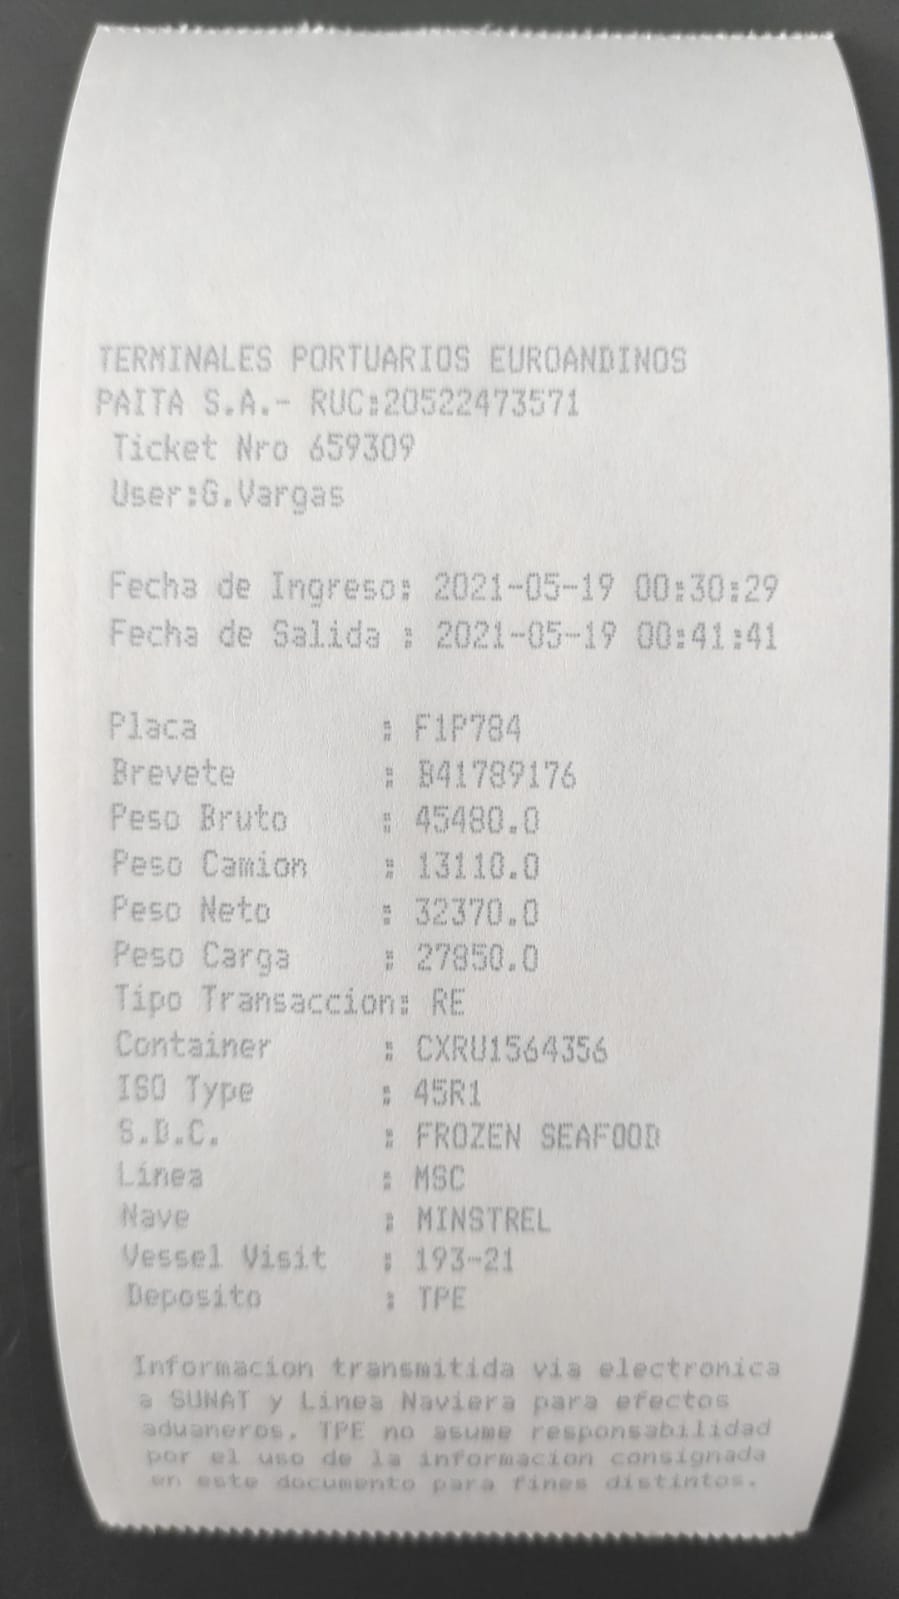 TERMINALES PORTUARIOS EUROANDINOS
PAITA S.A.- RUC:20522473571
Ticket Nro 659309
User:G.Vargas
Fecha de Ingreso: 2021-05-19 00:30:29
Fecha de Salida : 2021-05-19 00:41:41
Placa : F1P784
Brevete : B41789176
Peso Bruto : 45480.0
Peso Camion : 13110.0
Peso Neto : 32370.0
Peso Carga : 27850.0
Tipo Transaccion: RE
Container : CXRU1564356
ISO Type : 45R1
S.D.C. : FROZEN SEAFOOD
Linea : MSC
Nave : MINSTREL
Vessel Visit : 193-21
Deposito : TPE
Informacion transmitida via electronica
a SUNAT y Linea Naviera para efectos
aduaneros. TPE no asume responsabilidad
por el uso de la informacion consignada
en este documento para fines distintos.